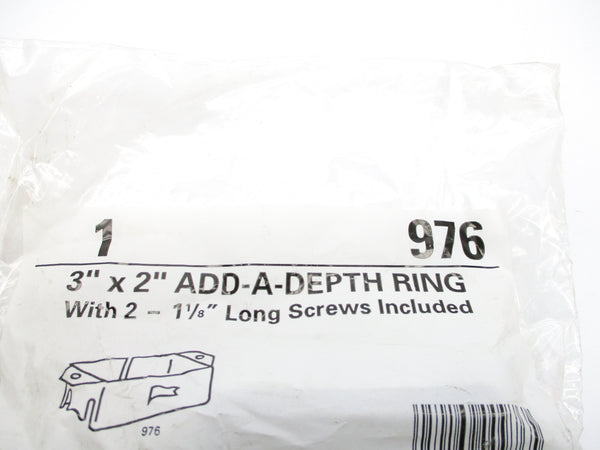 1 976
3" x 2" ADD-A-DEPTH RING
With 2 - 1⅛" Long Screws Included
976